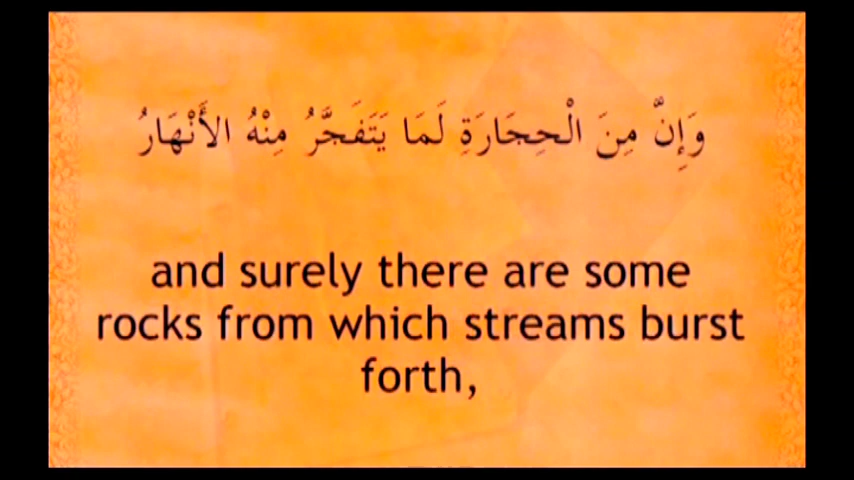 وَإِنَّ مِنَ الْحِجَارَةِ لَمَا يَتَفَجَّرُ مِنْهُ الأَنْهَارُ
and surely there are some
rocks from which streams burst
forth,